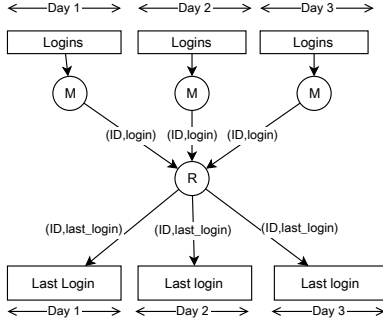 Day 1 Day 2 Day 3
Logins Logins Logins
M M M
(ID,login) (ID,login) (ID,login)
R
(ID,last_login) (ID,last_login) (ID,last_login)
Last Login Last login Last login
Day 1 Day 2 Day 3